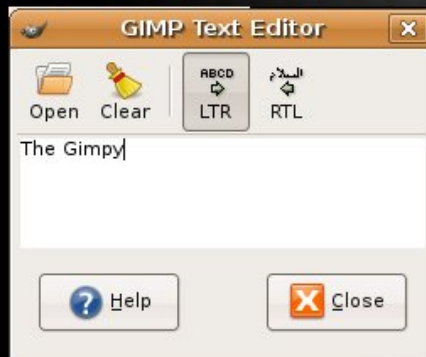 GIMP Text Editor
Open Clear ABCD LTR السلام RTL
The Gimpy
Help Close